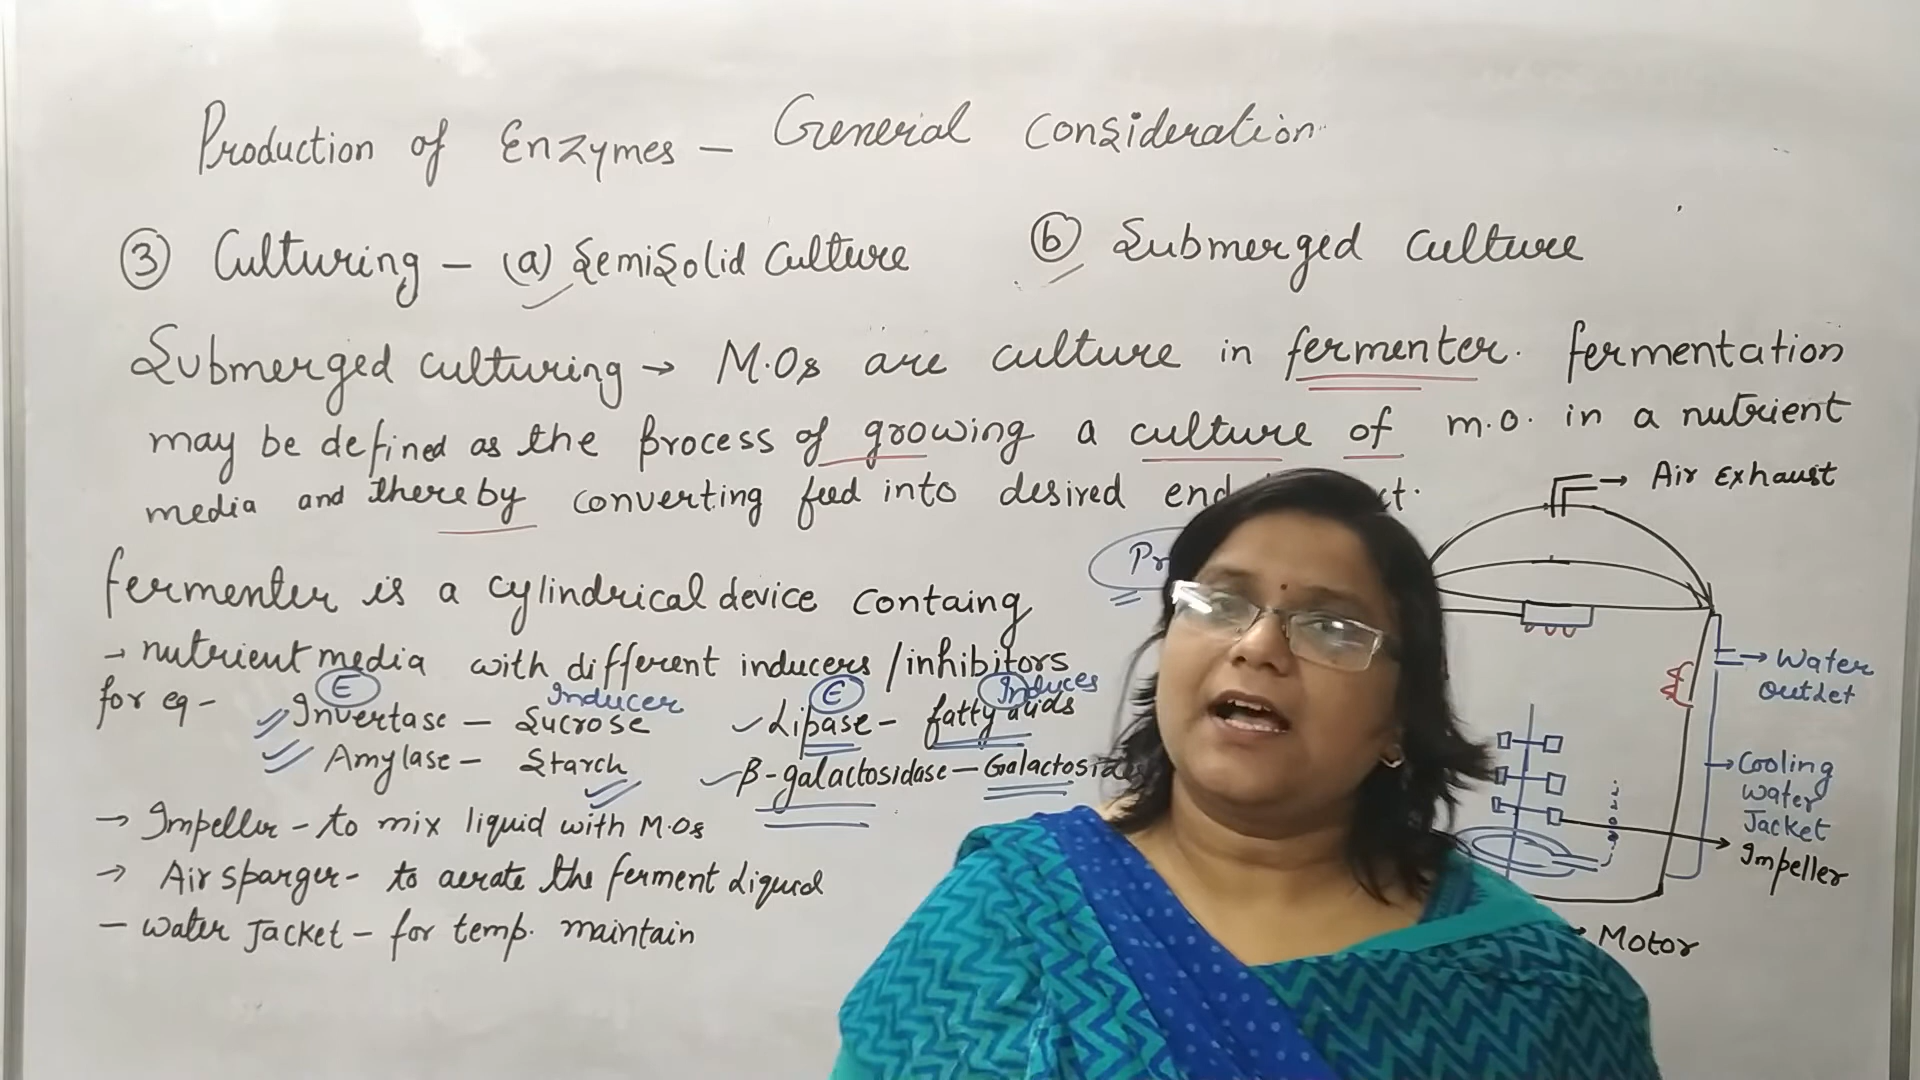 Production of Enzymes – General Consideration
③ Culturing – (a) Semisolid Culture ⓑ Submerged Culture
Submerged culturing → M.Os are culture in fermenter. fermentation
may be defined as the process of growing a culture of m.o. in a nutrient
media and thereby converting feed into desired end
Air Exhaust
fermenter is a cylindrical device Containg
→ nutrient media with different inducers / inhibitors
→ Water Outlet
for eg – Ⓔ Inducer Ⓔ Induces
Invertase – Sucrose Lipase – fatty acids
Amylase – Starch β-galactosidase – Galactosides
→ Cooling Water Jacket
→ Impeller – to mix liquid with M.Os
→ Impeller
→ Air sparger – to aerate the ferment liquid
– Water Jacket – for temp. maintain
→ Motor